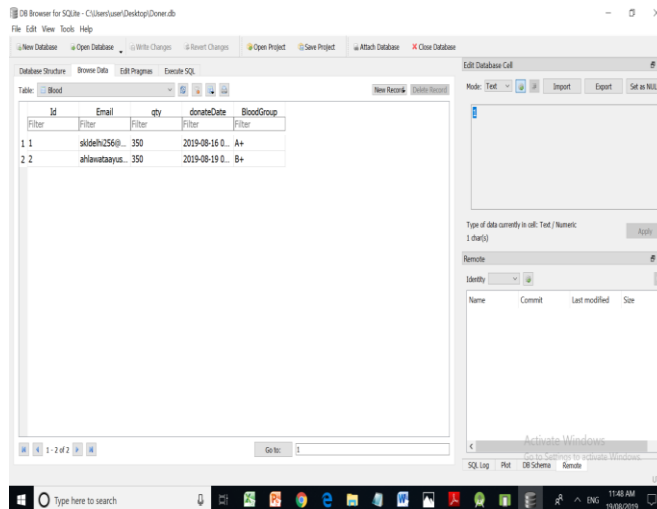 DB Browser for SQLite - C:\Users\user\Desktop\Doner.db
File Edit View Tools Help
New Database Open Database Write Changes Revert Changes Open Project Save Project Attach Database Close Database
Database Structure Browse Data Edit Pragmas Execute SQL
Table: Blood New Record Delete Record
Id Email qty donateDate BloodGroup
Filter Filter Filter Filter Filter
1 1 skldelhi256@... 350 2019-08-16 0... A+
2 2 ahlawataayus... 350 2019-08-19 0... B+
1 - 2 of 2 Go to: 1
Edit Database Cell
Mode: Text Import Export Set as NUL
1
Type of data currently in cell: Text / Numeric
1 char(s)
Apply
Remote
Identity
Name Commit Last modified Size
Activate Windows
Go to Settings to activate Windows.
SQL Log Plot DB Schema Remote
Type here to search
ENG
11:48 AM
19/08/2019